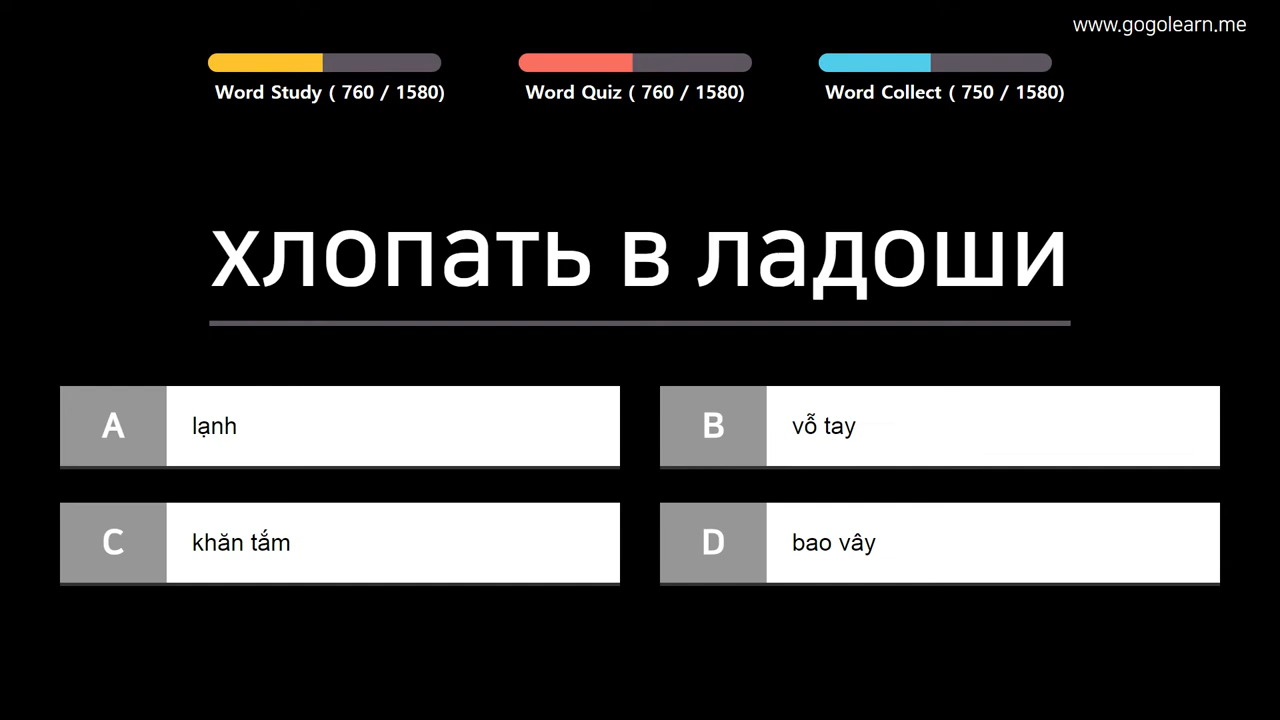 www.gogolearn.me
Word Study ( 760 / 1580)
Word Quiz ( 760 / 1580)
Word Collect ( 750 / 1580)
хлопать в ладоши
A
lạnh
B
vỗ tay
C
khăn tắm
D
bao vây